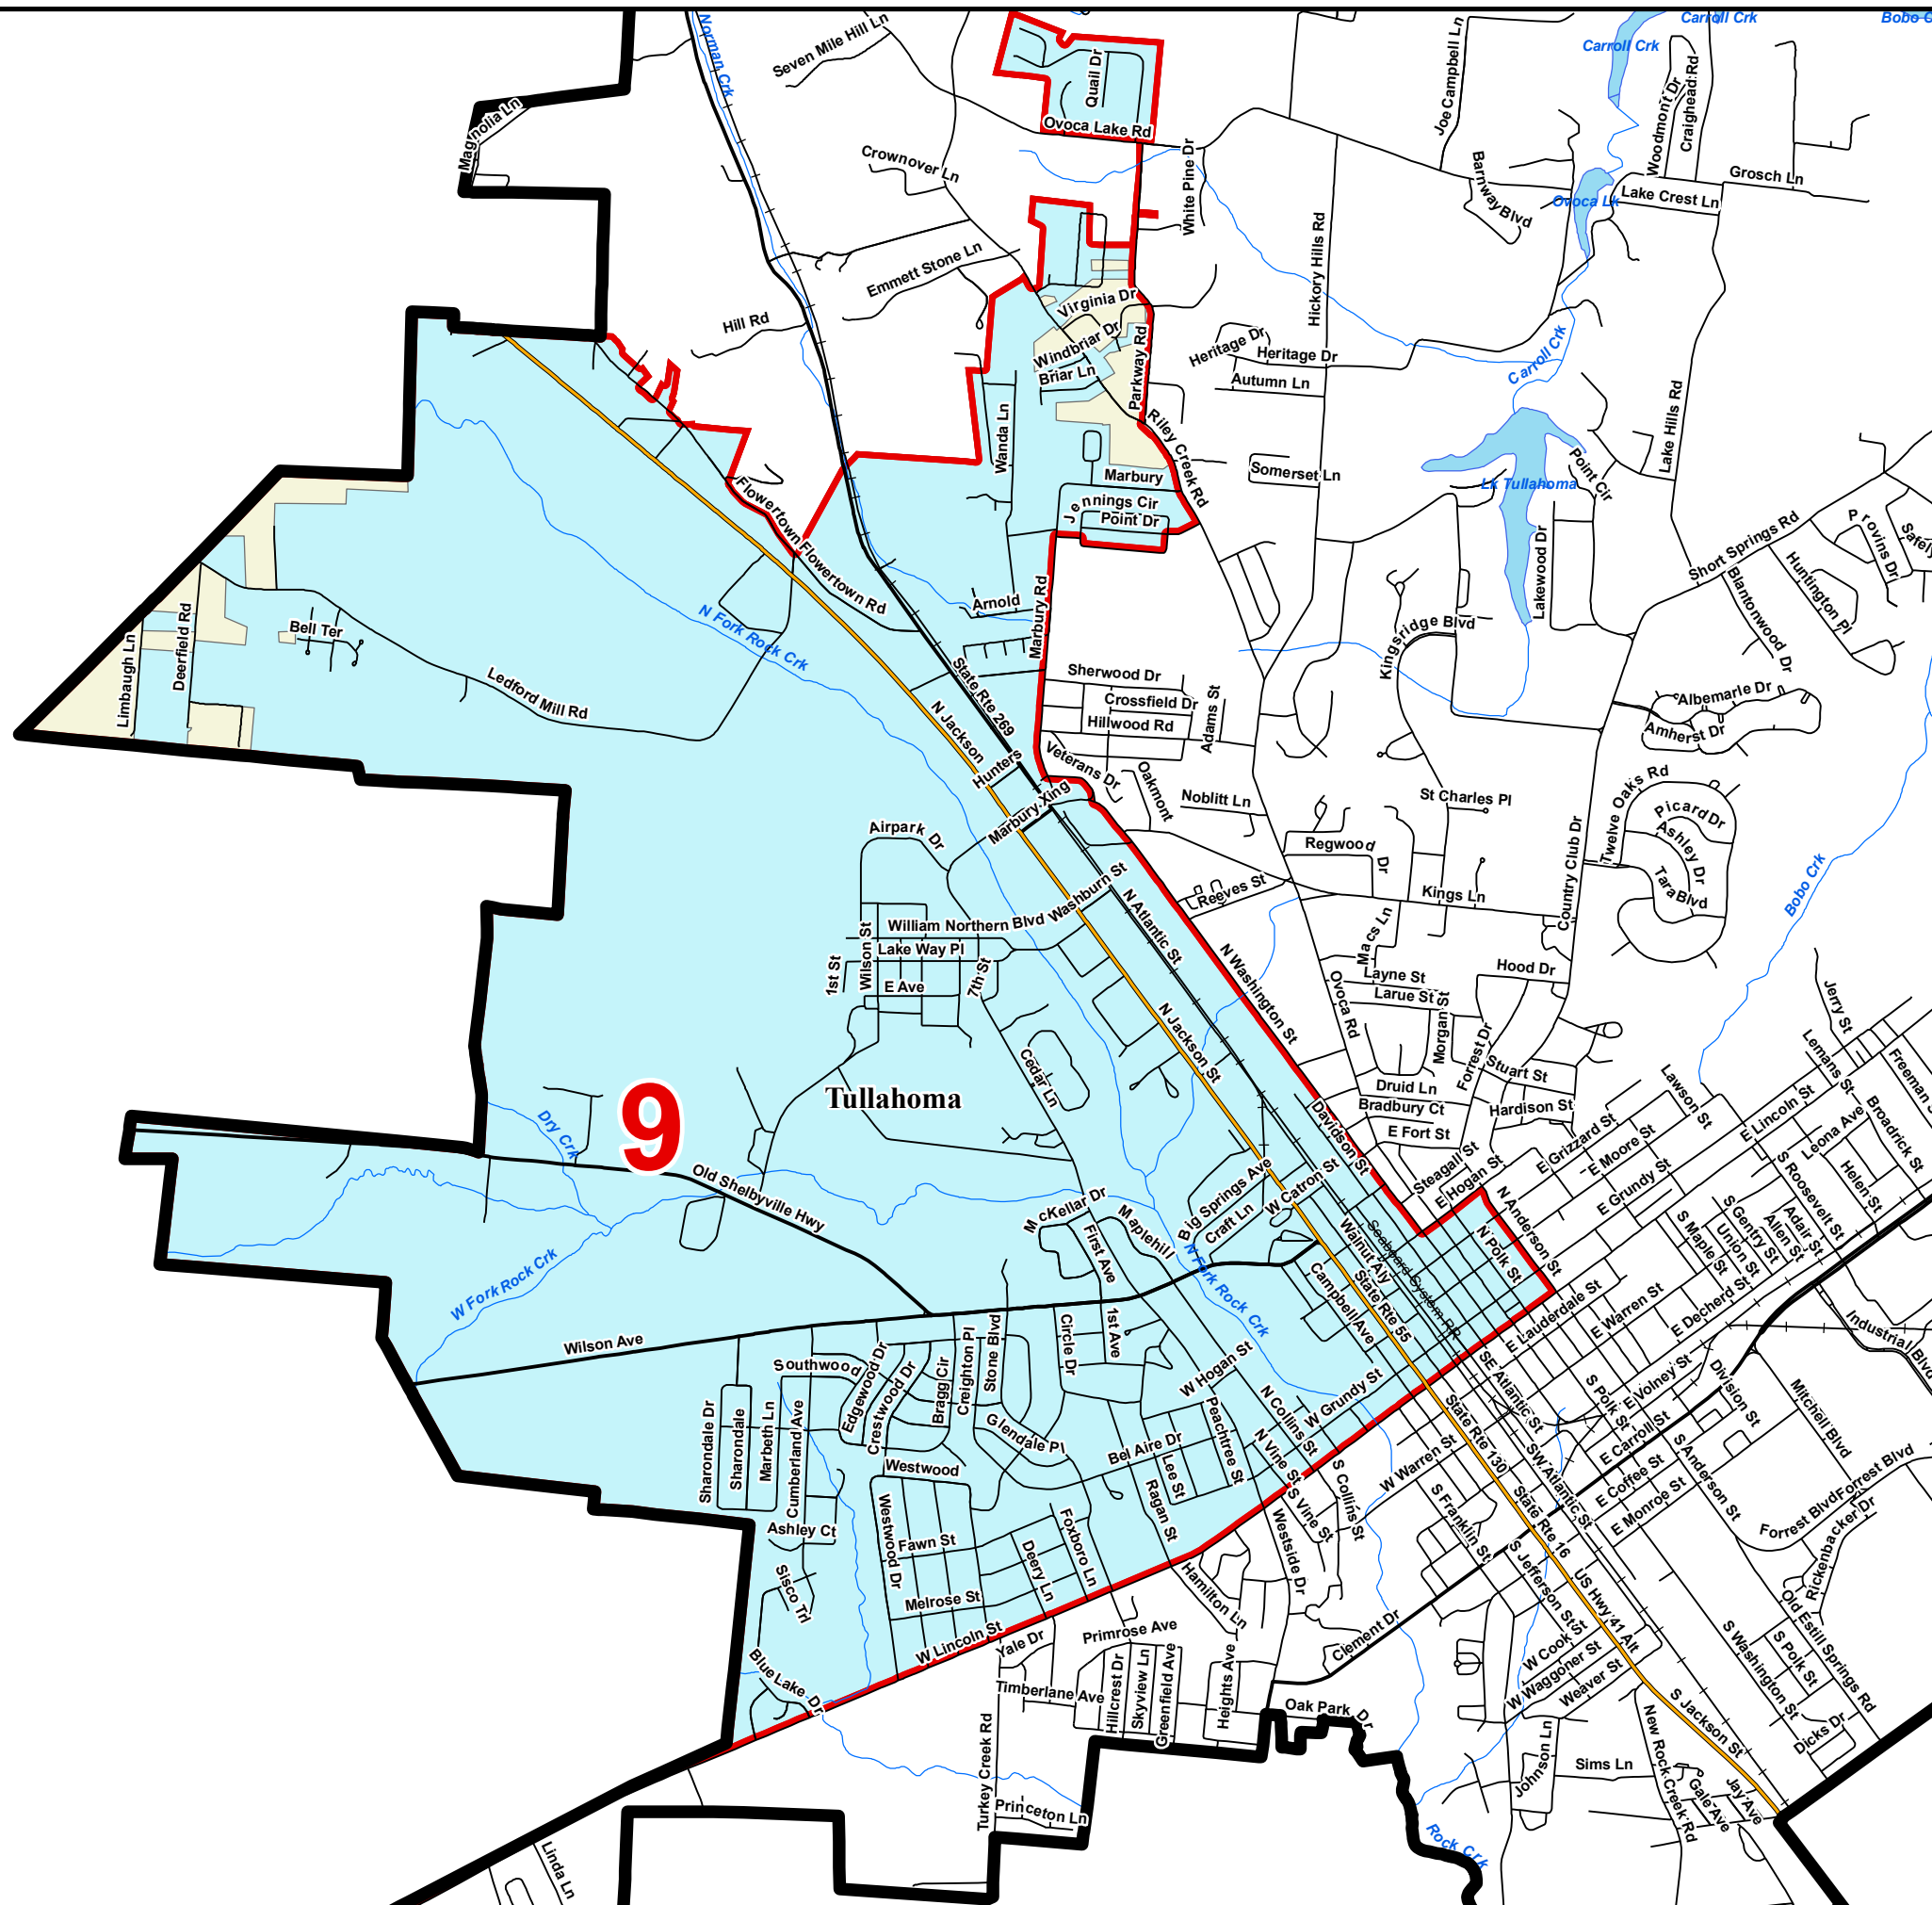 Norman Crk
Seven Mile Hill Ln
Quail Dr
Ovoca Lake Rd
Joe Campbell Ln
Carroll Crk
Carroll Crk
Woodmont Dr
Craighead Rd
Magnolia Ln
Crownover Ln
White Pine Dr
Barnway Blvd
Ovoca Lk
Lake Crest Ln
Grosch Ln
Emmett Stone Ln
Hickory Hills Rd
Hill Rd
Virginia Dr
Windbriar Dr
Briar Ln
Parkway Rd
Heritage Dr
Heritage Dr
Autumn Ln
Carroll Crk
Lake Hills Rd
Wanda Ln
Riley Creek Rd
Marbury
Jennings Cir
Point Dr
Somerset Ln
Lk Tullahoma
Point Cir
Flowertown
Flowertown Rd
Short Springs Rd
Provins Dr
Safely
Huntington Pl
Blantonwood Dr
Lakewood Dr
Arnold
Marbury Rd
Limbaugh Ln
Deerfield Rd
Bell Ter
N Fork Rock Crk
Ledford Mill Rd
Kingsridge Blvd
Sherwood Dr
Crossfield Dr
Hillwood Rd
Adams St
State Rte 269
N Jackson
Hunters
Veterans Dr
Albemarle Dr
Amherst Dr
Marbury Xing
Oakmont
Noblitt Ln
St Charles Pl
Twelve Oaks Rd
Picard Dr
Ashley Dr
Tara Blvd
Airpark Dr
Regwood Dr
Country Club Dr
Bobo Crk
Reeves St
Kings Ln
Washburn St
William Northern Blvd
Lake Way Pl
E Ave
1st St
Wilson St
7th St
N Atlantic St
N Washington St
Macs Ln
Layne St
Larue St
Hood Dr
Ovoca Rd
Morgan St
Forrest Dr
Stuart St
Jerry St
Lemans St
Freeman
N Jackson St
Cedar Ln
Tullahoma
9
Druid Ln
Bradbury Ct
E Fort St
Hardison St
Lawson St
E Lincoln St
Leona Ave
Broadrick St
Dry Crk
Davidson St
Steagall St
E Hogan St
E Grizzard St
E Moore St
E Grundy St
S Roosevelt St
Helen St
Old Shelbyville Hwy
McKellar Dr
Maplehill
First Ave
Big Springs Ave
Craft Ln
W Catron St
N Anderson St
N Polk St
S Maple St
Union St
S Gentry St
Allen St
Adair St
W Fork Rock Crk
N Fork Rock Crk
Walnut Aly
Seaboard System RR
State Rte 55
Campbell Ave
E Lauderdale St
E Warren St
E Decherd St
Industrial Blvd
Wilson Ave
Southwood
Edgewood Dr
Crestwood Dr
Bragg Cir
Creighton Pl
Stone Blvd
Circle Dr
1st Ave
W Hogan St
W Grundy St
N Collins St
SE Atlantic St
S Polk St
E Volney St
Division St
Mitchell Blvd
Sharondale Dr
Sharondale
Marbeth Ln
Cumberland Ave
Glendale Pl
Bel Aire Dr
Peachtree St
N Vine St
S Vine St
S Collins St
W Warren St
State Rte 130
SW Atlantic St
E Carroll St
E Coffee St
E Monroe St
S Anderson St
Forrest Blvd
Forrest Blvd
Rickenbacker Dr
Westwood
Westwood Dr
Lee St
Ragan St
Ashley Ct
Fawn St
Deery Ln
Foxboro Ln
Sisco Trl
Melrose St
W Lincoln St
Westside Dr
Hamilton Ln
S Franklin St
State Rte 16
S Jefferson St
US Hwy 41 Alt
Old Estill Springs Rd
Blue Lake Dr
Yale Dr
Primrose Ave
Timberlane Ave
Hillcrest Dr
Skyview Ln
Greenfield Ave
Heights Ave
Clement Dr
W Cook St
W Waggoner St
Weaver St
S Washington St
S Polk St
Oak Park Dr
Turkey Creek Rd
Princeton Ln
Johnson Ln
Sims Ln
New Rock Creek Rd
Gale Ave
Jay Ave
S Jackson St
Dicks Dr
Rock Crk
Linda Ln